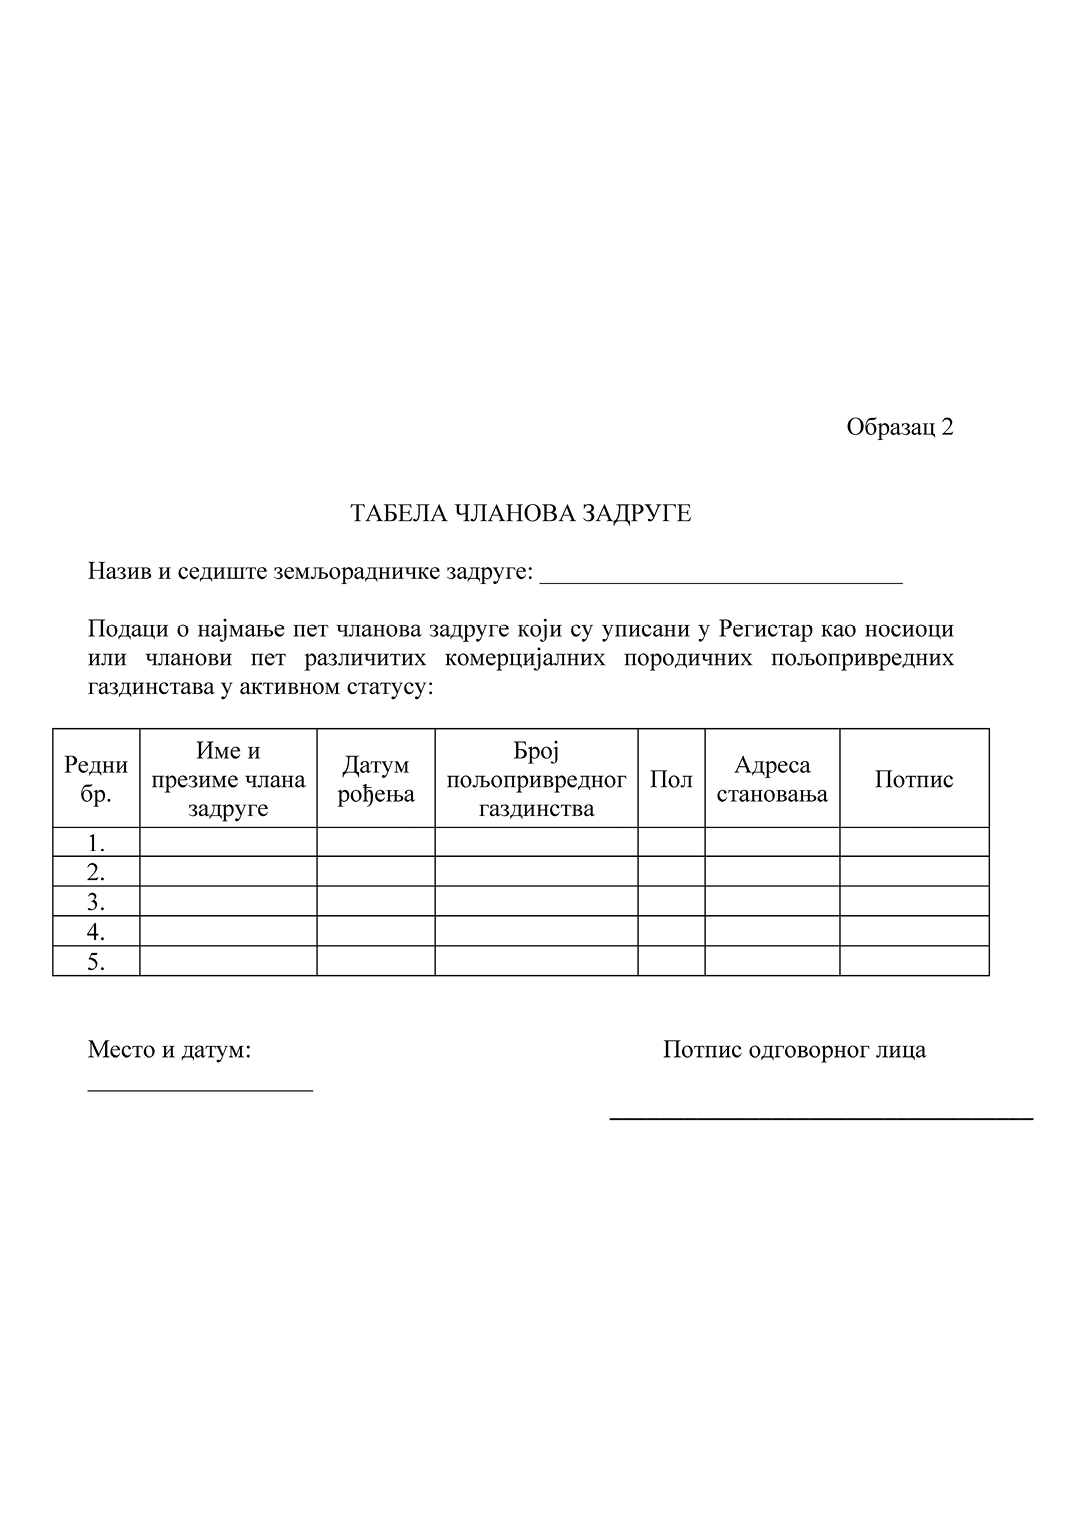 Образац 2
ТАБЕЛА ЧЛАНОВА ЗАДРУГЕ
Назив и седиште земљорадничке задруге: _____________________________
Подаци о најмање пет чланова задруге који су уписани у Регистар као носиоци
или чланови пет различитих комерцијалних породичних пољопривредних
газдинстава у активном статусу:
Редни
бр.
Име и
презиме члана
задруге
Датум
рођења
Број
пољопривредног
газдинства
Пол
Адреса
становања
Потпис
1.
2.
3.
4.
5.
Место и датум:
__________________
Потпис одговорног лица
__________________________________